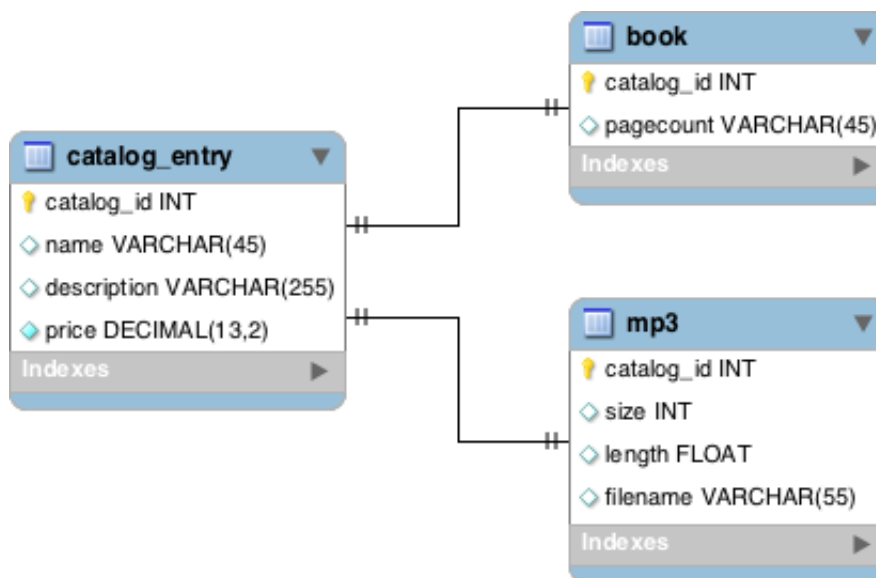 catalog_entry
catalog_id INT
name VARCHAR(45)
description VARCHAR(255)
price DECIMAL(13,2)
Indexes
book
catalog_id INT
pagecount VARCHAR(45)
Indexes
mp3
catalog_id INT
size INT
length FLOAT
filename VARCHAR(55)
Indexes